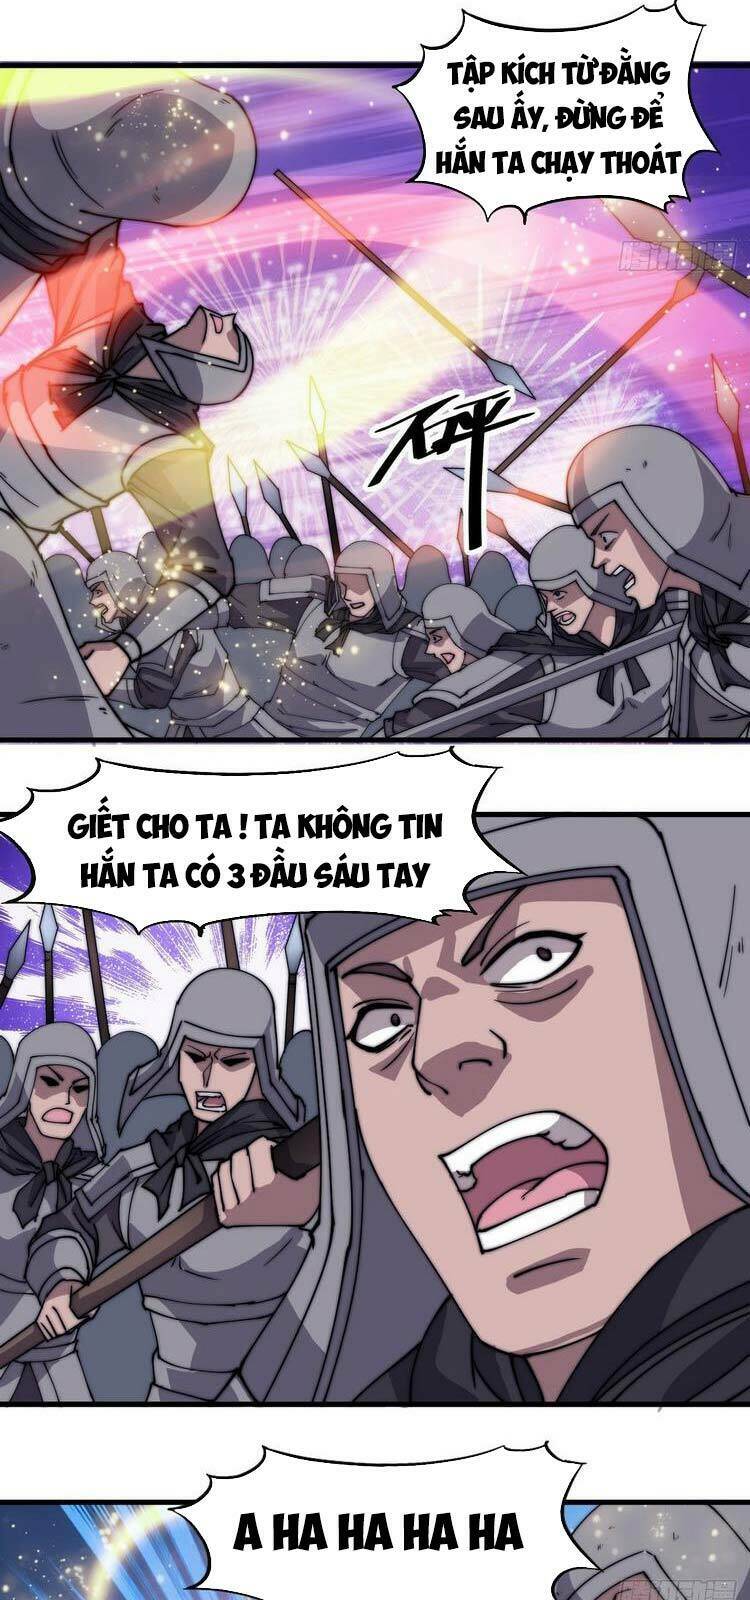 TẬP KÍCH TỪ ĐẰNG
SAU ẤY, ĐỪNG ĐỂ
HẮN TA CHẠY THOÁT
砰
GIẾT CHO TA ! TA KHÔNG TIN
HẮN TA CÓ 3 ĐẦU SÁU TAY
A HA HA HA HA